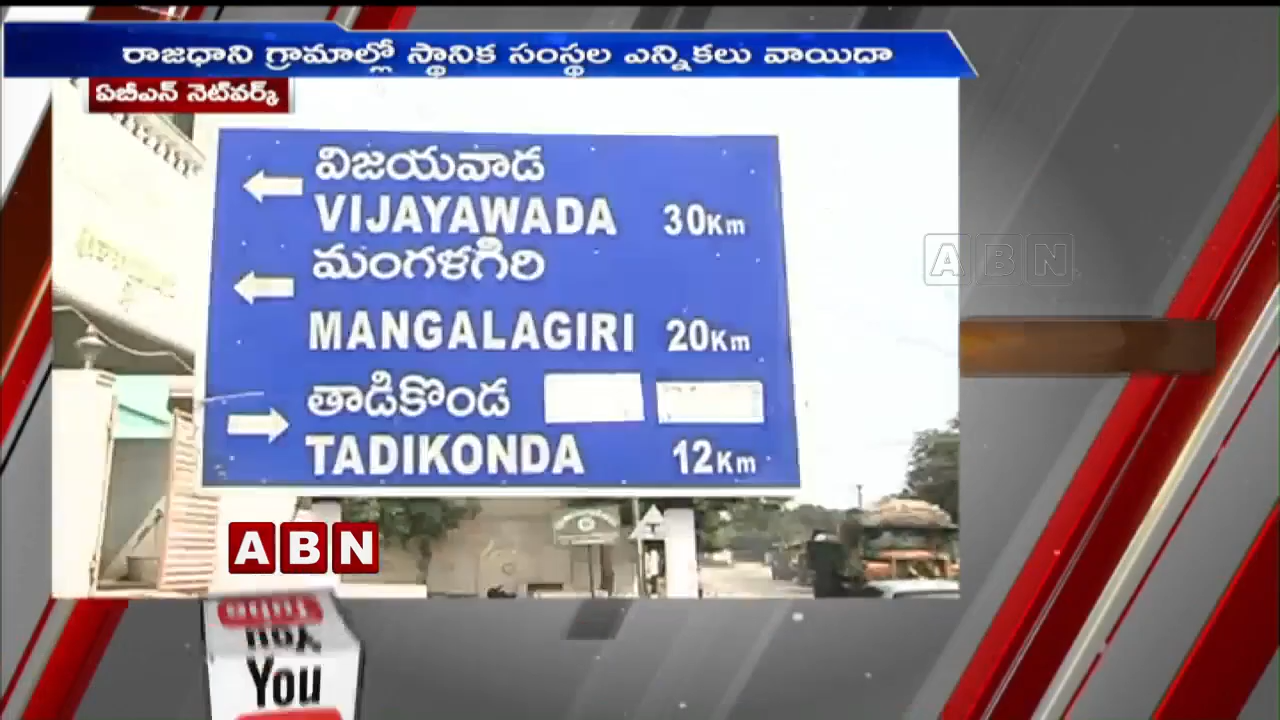 రాజధాని గ్రామాల్లో స్థానిక సంస్థల ఎన్నికలు వాయిదా
ఏబీఎన్ నెట్‌వర్క్
విజయవాడ
VIJAYAWADA 30Km
మంగళగిరి
MANGALAGIRI 20Km
తాడికొండ
TADIKONDA 12Km
ABN
ABN
You